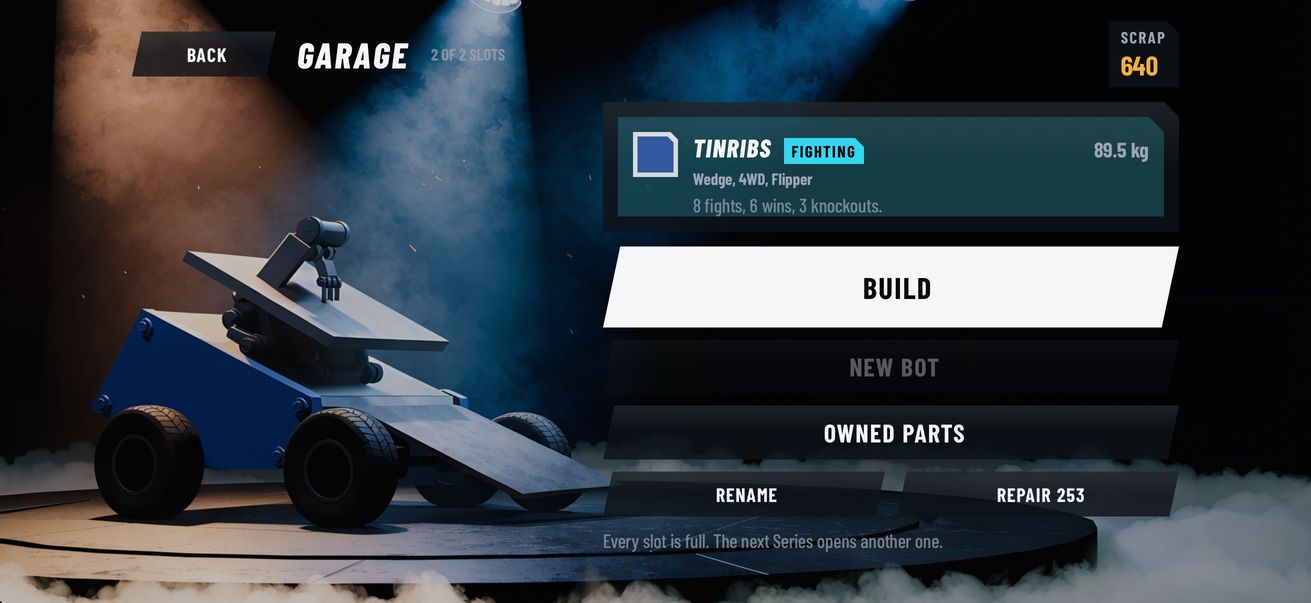 BACK
GARAGE
2 OF 2 SLOTS
SCRAP
640
TINRIBS
FIGHTING
89.5 kg
Wedge, 4WD, Flipper
8 fights, 6 wins, 3 knockouts.
BUILD
NEW BOT
OWNED PARTS
RENAME
REPAIR 253
Every slot is full. The next Series opens another one.